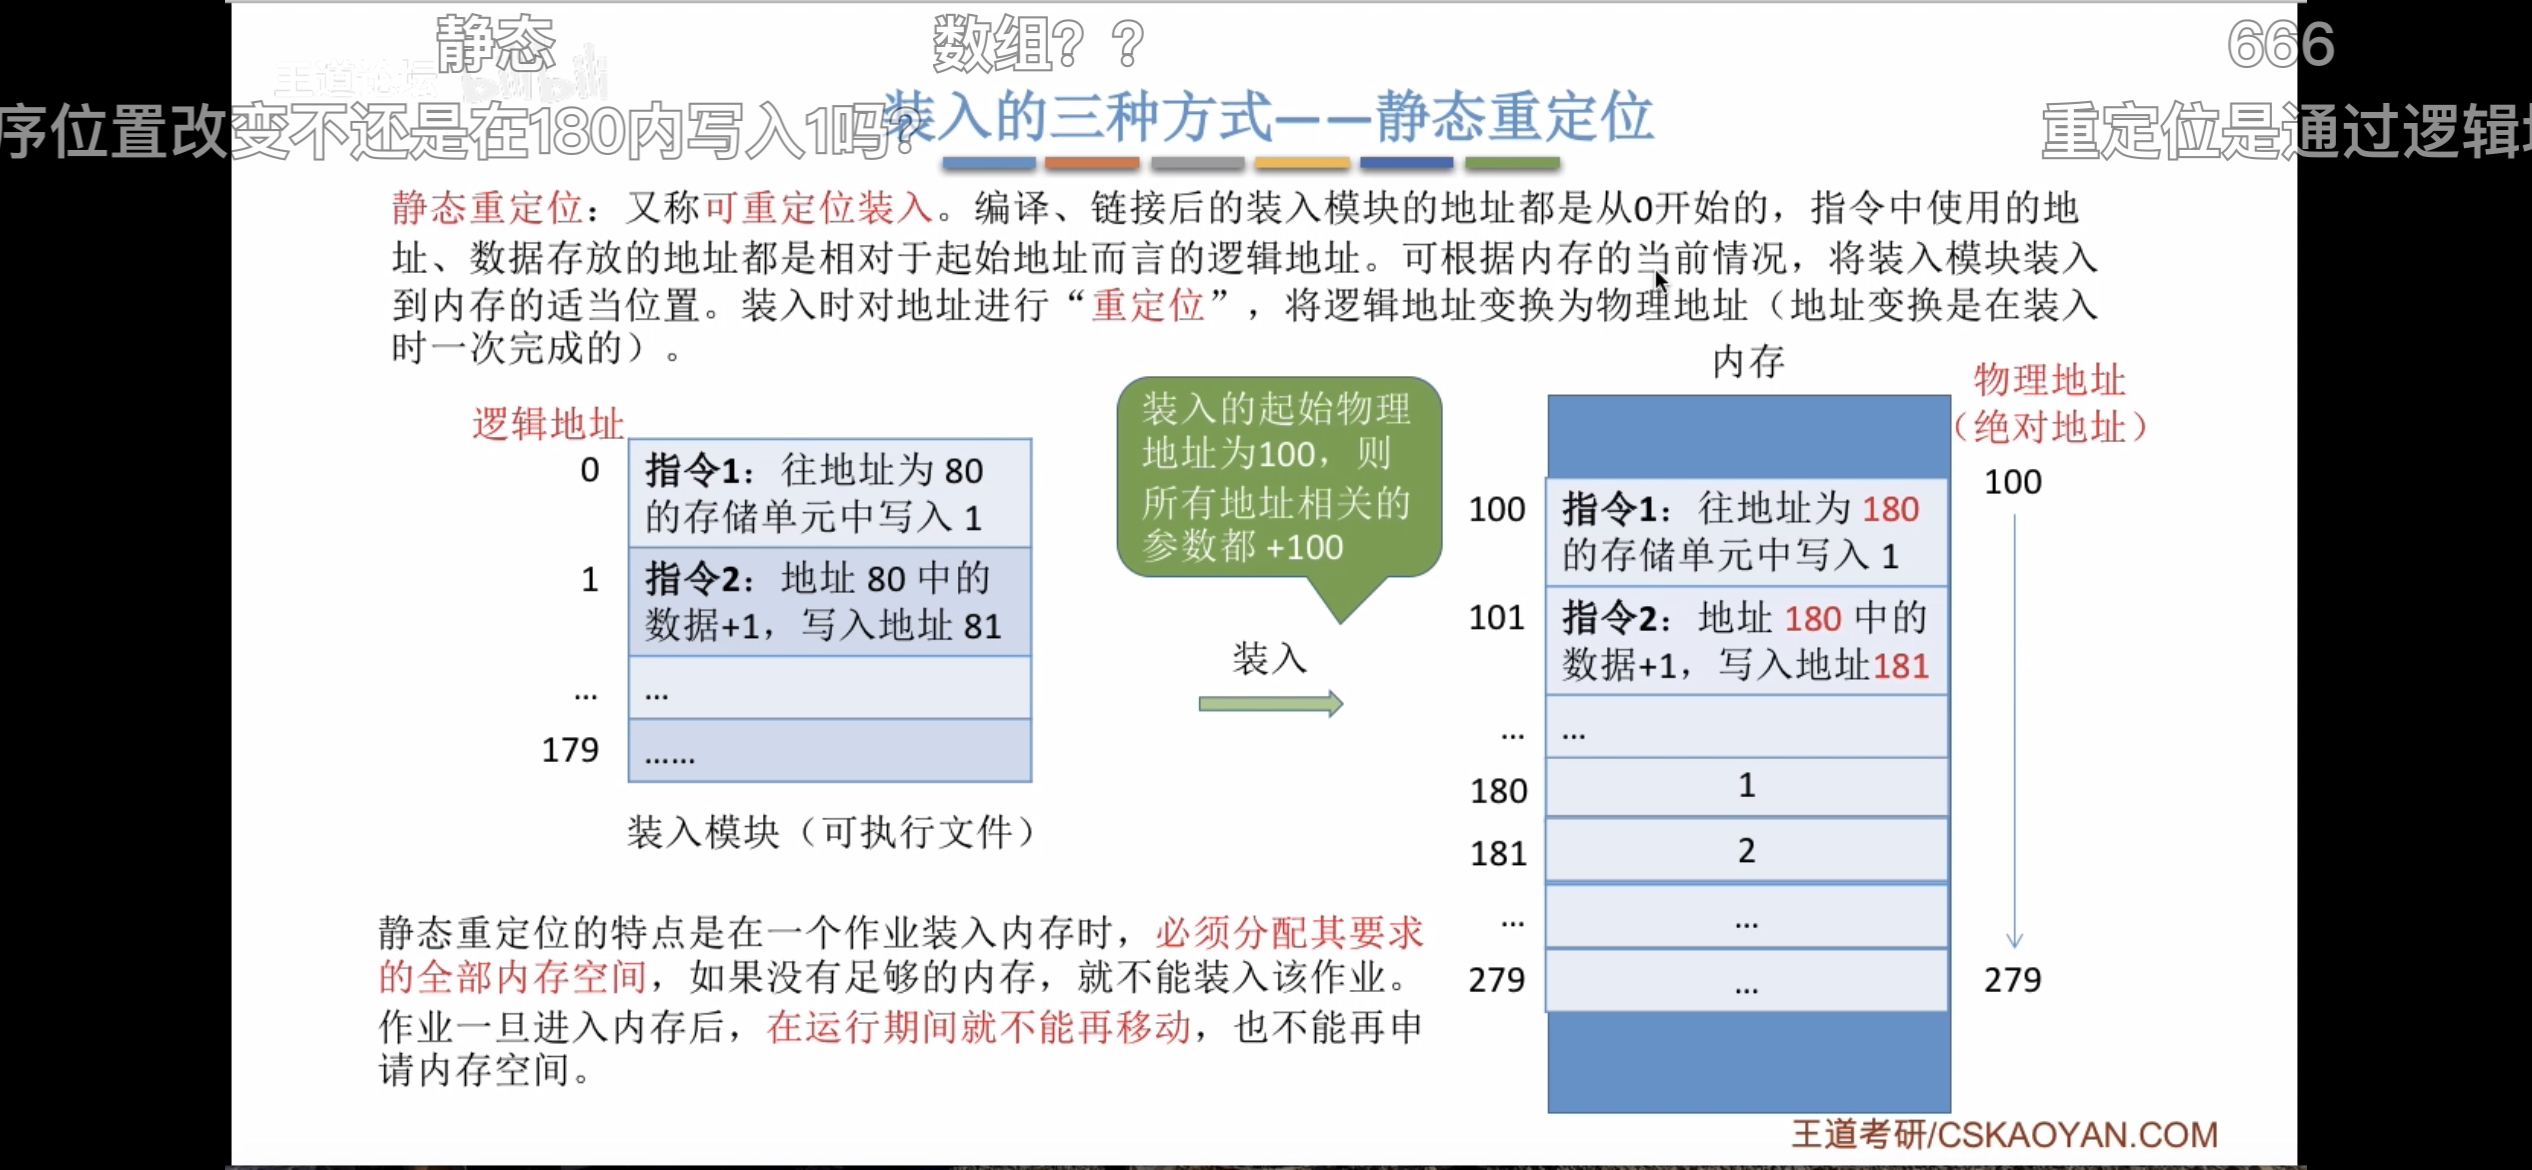 静态
数组？？
666
王道论坛 bilibili
序位置改变不还是在180内写入1吗？
重定位是通过逻辑
装入的三种方式——静态重定位
静态重定位：又称可重定位装入。编译、链接后的装入模块的地址都是从0开始的，指令中使用的地
址、数据存放的地址都是相对于起始地址而言的逻辑地址。可根据内存的当前情况，将装入模块装入
到内存的适当位置。装入时对地址进行“重定位”，将逻辑地址变换为物理地址（地址变换是在装入
时一次完成的）。
逻辑地址
0
指令1：往地址为 80
的存储单元中写入 1
1
指令2：地址 80 中的
数据+1，写入地址 81
...
...
179
......
装入模块（可执行文件）
装入的起始物理
地址为100，则
所有地址相关的
参数都 +100
装入
内存
物理地址
（绝对地址）
100
指令1：往地址为 180
的存储单元中写入 1
101
指令2：地址 180 中的
数据+1，写入地址181
...
...
180
1
181
2
...
...
279
...
100
279
静态重定位的特点是在一个作业装入内存时，必须分配其要求
的全部内存空间，如果没有足够的内存，就不能装入该作业。
作业一旦进入内存后，在运行期间就不能再移动，也不能再申
请内存空间。
王道考研/CSKAOYAN.COM